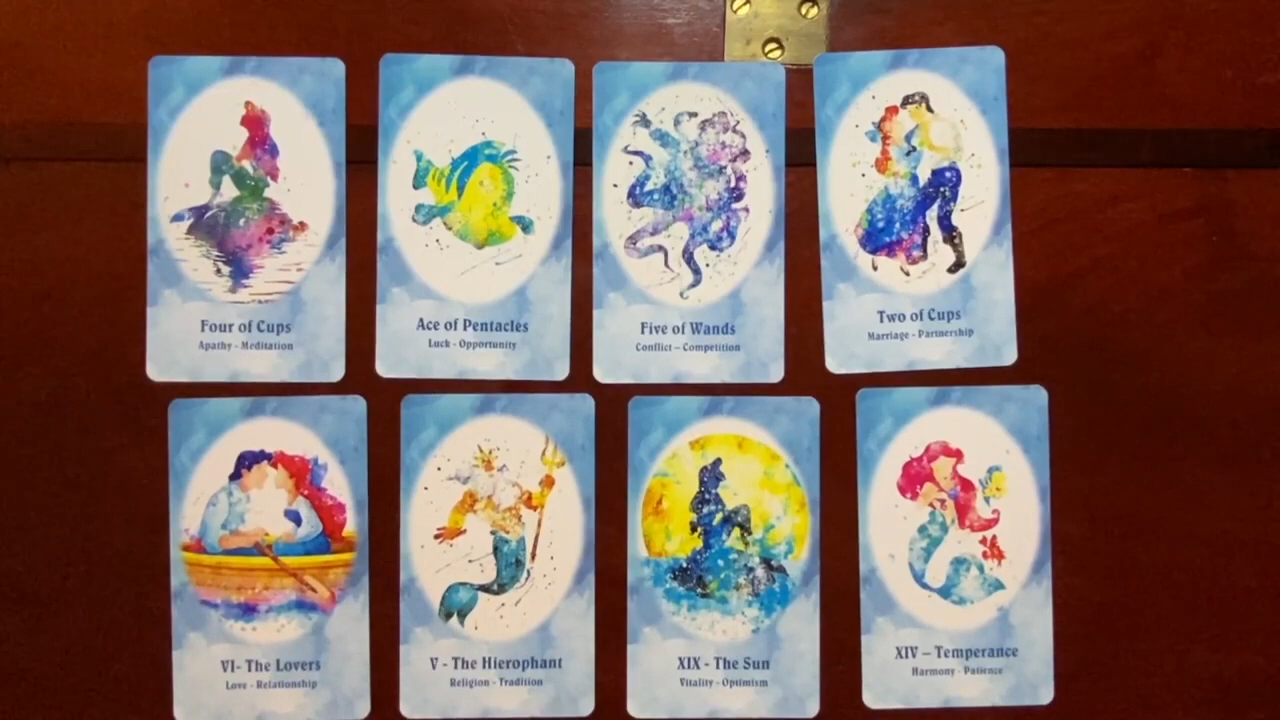 Four of Cups
Apathy - Meditation
Ace of Pentacles
Luck - Opportunity
Five of Wands
Conflict – Competition
Two of Cups
Marriage - Partnership
VI- The Lovers
Love - Relationship
V - The Hierophant
Religion - Tradition
XIX - The Sun
Vitality - Optimism
XIV – Temperance
Harmony - Patience